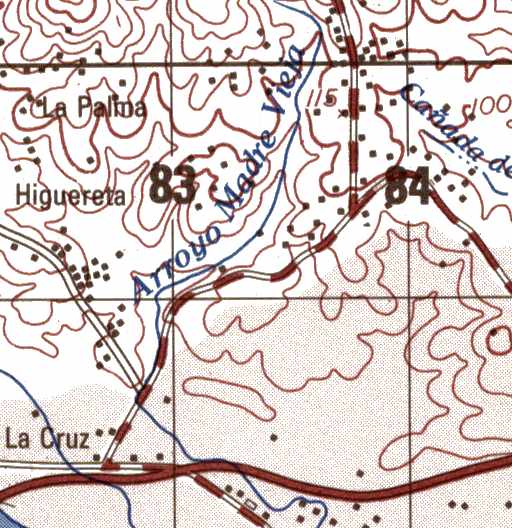 La Palma
115
Cañada de
100
Higuereta
83
Arroyo Madre Vieja
84
La Cruz